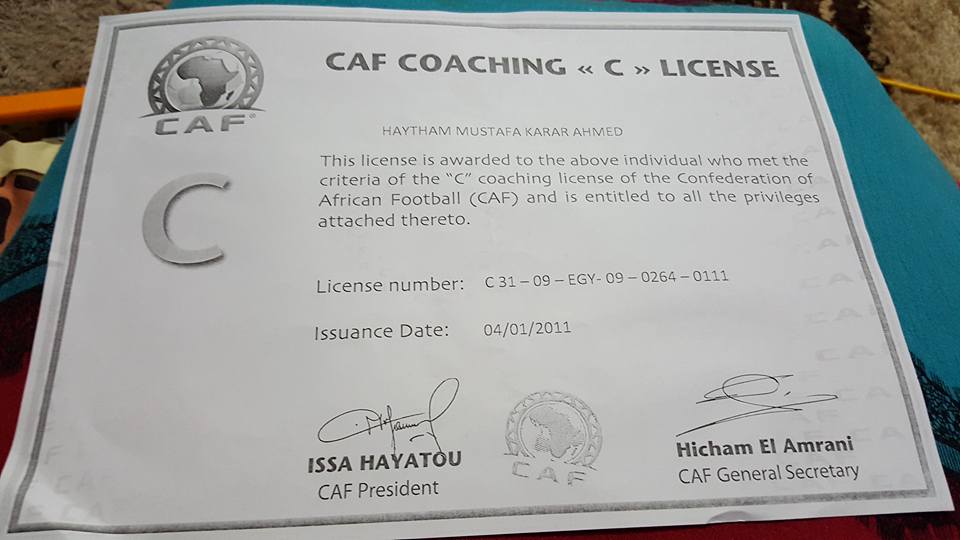 CAF COACHING « C » LICENSE
CAF®
HAYTHAM MUSTAFA KARAR AHMED
This license is awarded to the above individual who met the
criteria of the "C" coaching license of the Confederation of
African Football (CAF) and is entitled to all the privileges
attached thereto.
C
License number: C 31 – 09 – EGY- 09 – 0264 – 0111
Issuance Date: 04/01/2011
ISSA HAYATOU
CAF President
CAF
Hicham El Amrani
CAF General Secretary